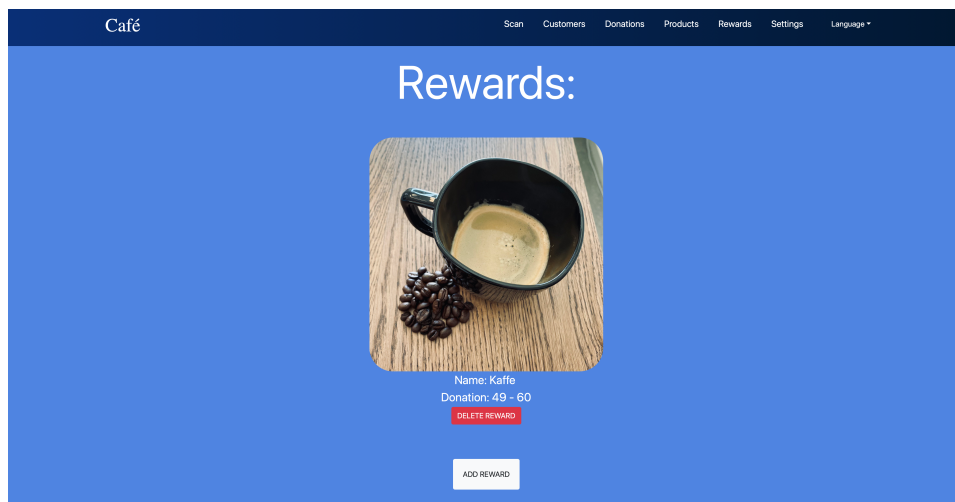 Café
Scan Customers Donations Products Rewards Settings Language
Rewards:
Name: Kaffe
Donation: 49 - 60
DELETE REWARD
ADD REWARD